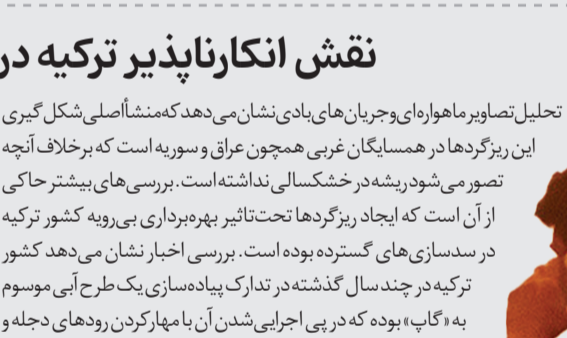 نقش انکارناپذیر ترکیه در
تحلیل تصاویر ماهواره‌ای و جریان‌های بادی نشان می‌دهد که منشأ اصلی شکل گیری
این ریزگردها در همسایگان غربی همچون عراق و سوریه است که برخلاف آنچه
تصور می‌شود ریشه در خشکسالی نداشته است. بررسی‌های بیشتر حاکی
از آن است که ایجاد ریزگردها تحت‌تاثیر بهره‌برداری بی‌رویه کشور ترکیه
در سدسازی‌های گسترده بوده است. بررسی اخبار نشان می‌دهد کشور
ترکیه در چند سال گذشته در تدارک پیاده‌سازی یک طرح آبی موسوم
به «گاپ» بوده که در پی اجرایی‌شدن آن با مهارکردن رودهای دجله و